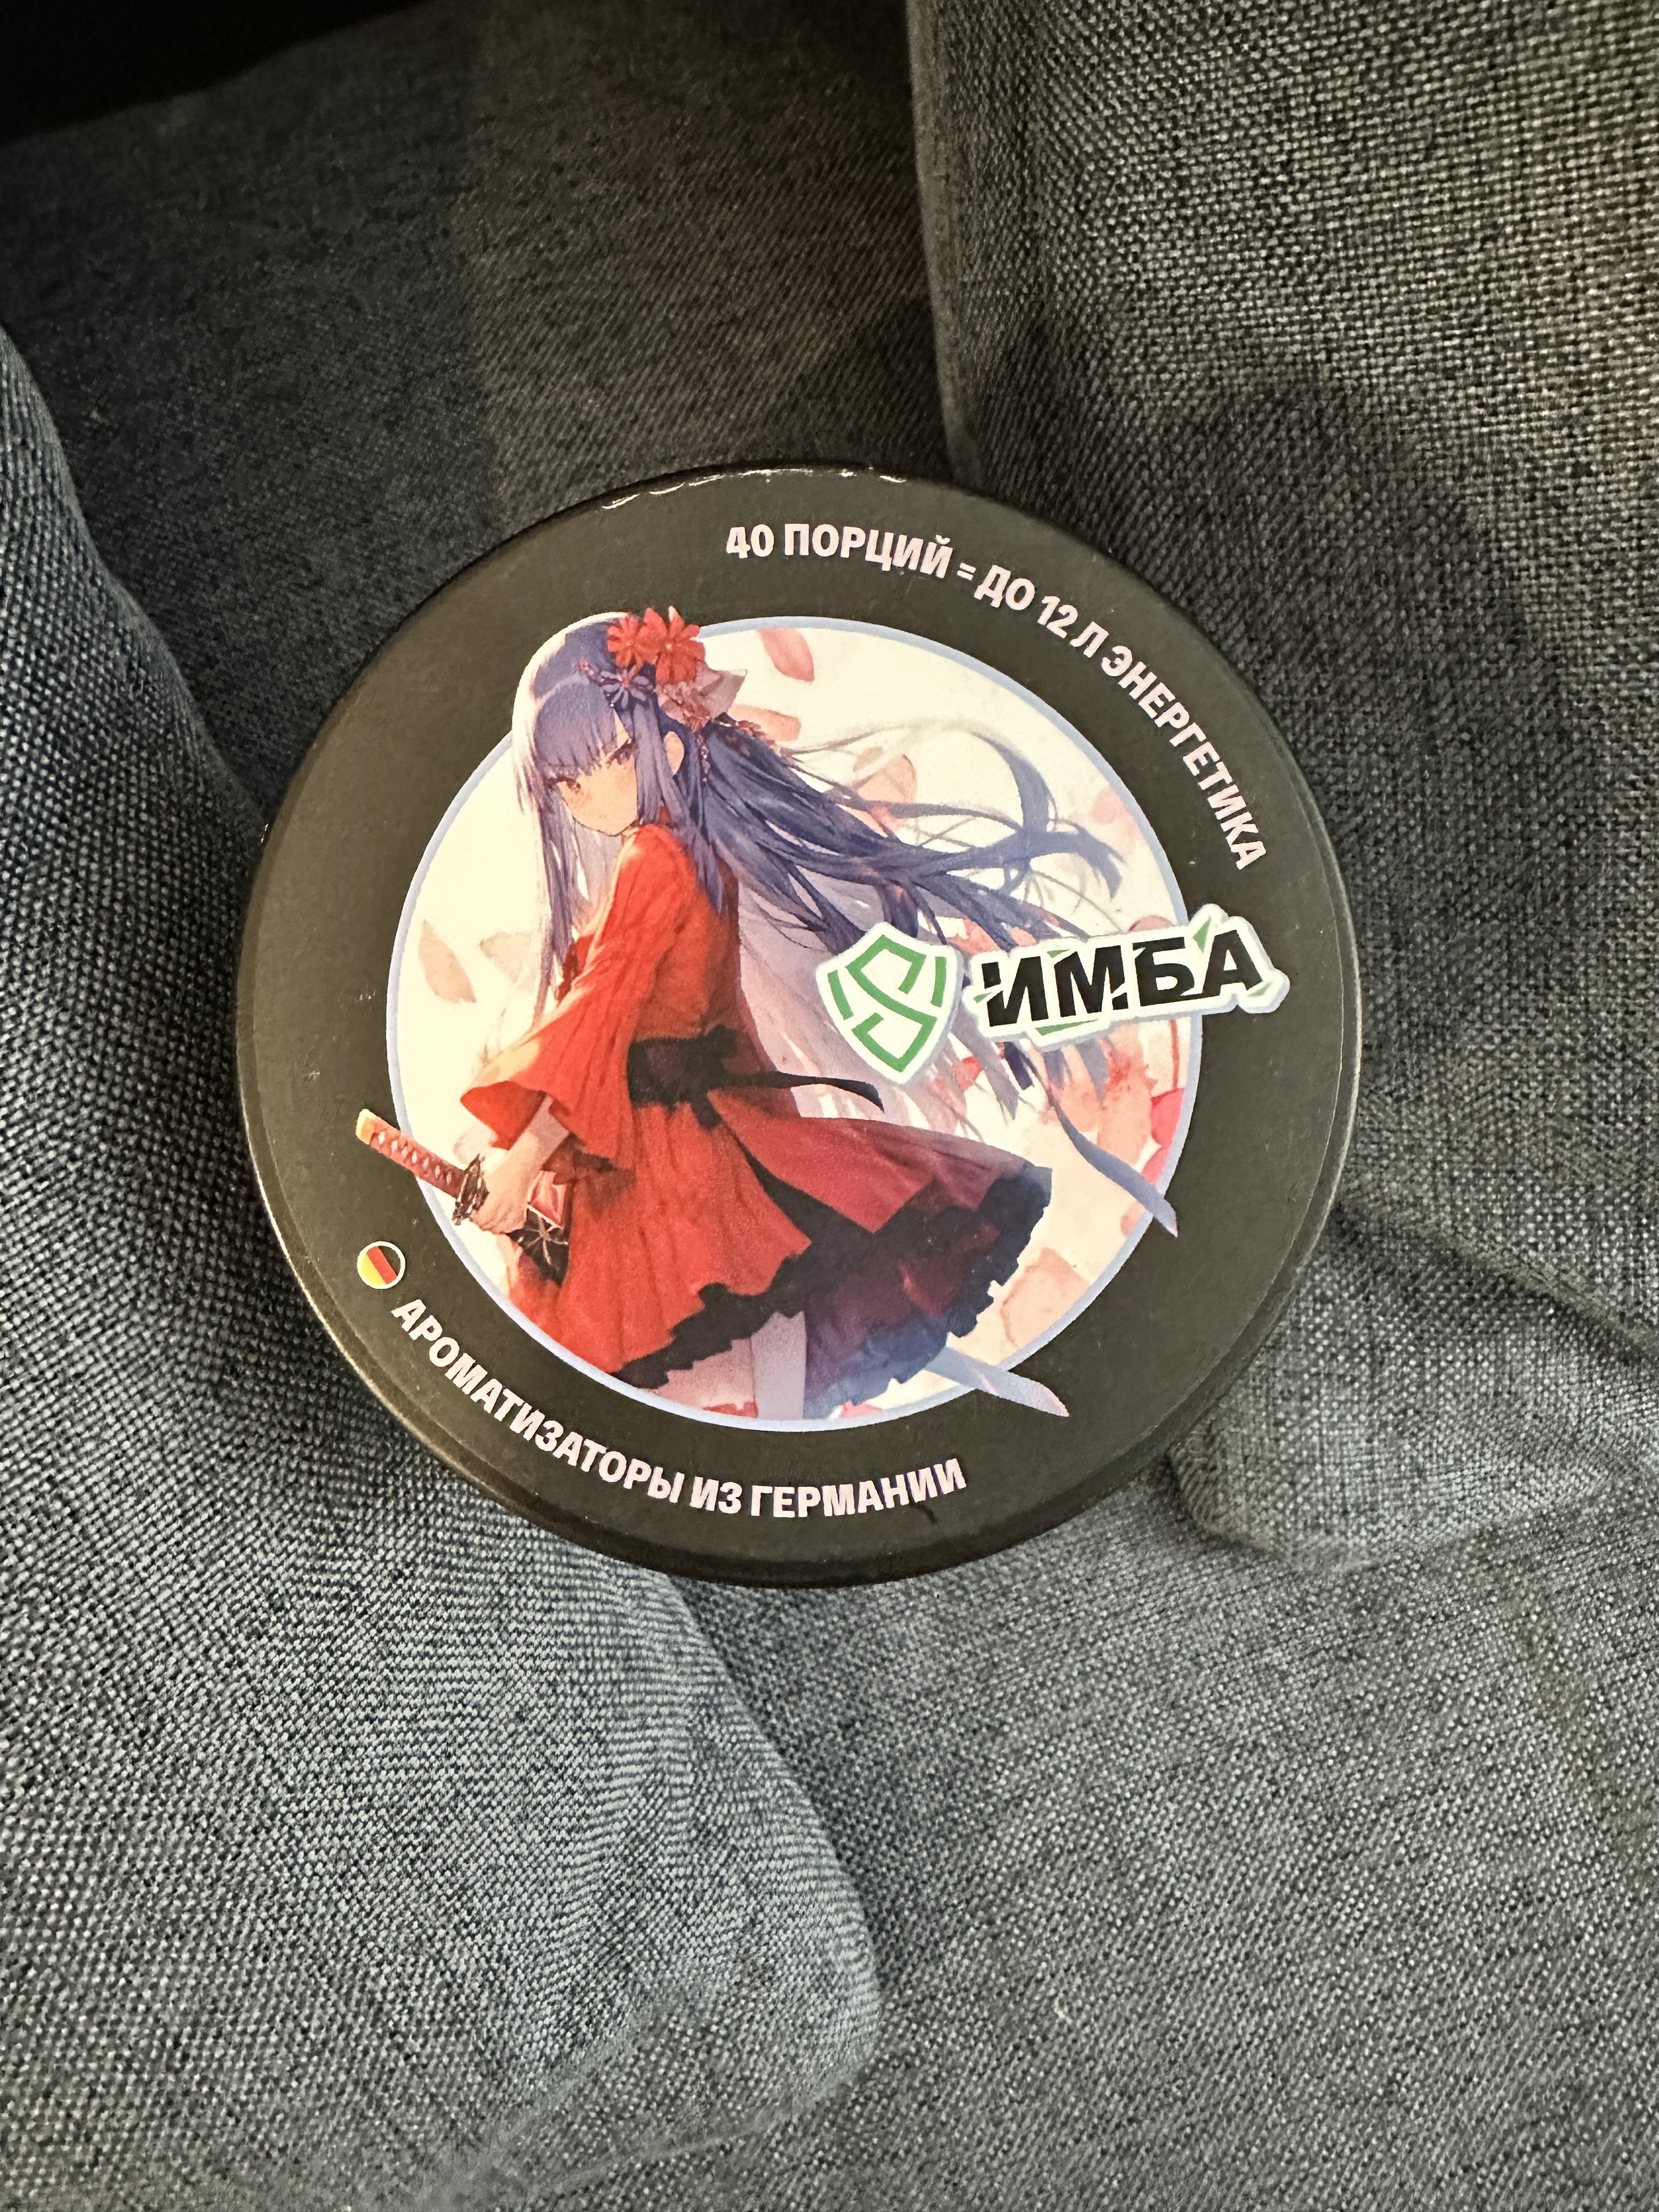 40 ПОРЦИЙ = ДО 12 Л ЭНЕРГЕТИКА
ИМБА
АРОМАТИЗАТОРЫ ИЗ ГЕРМАНИИ